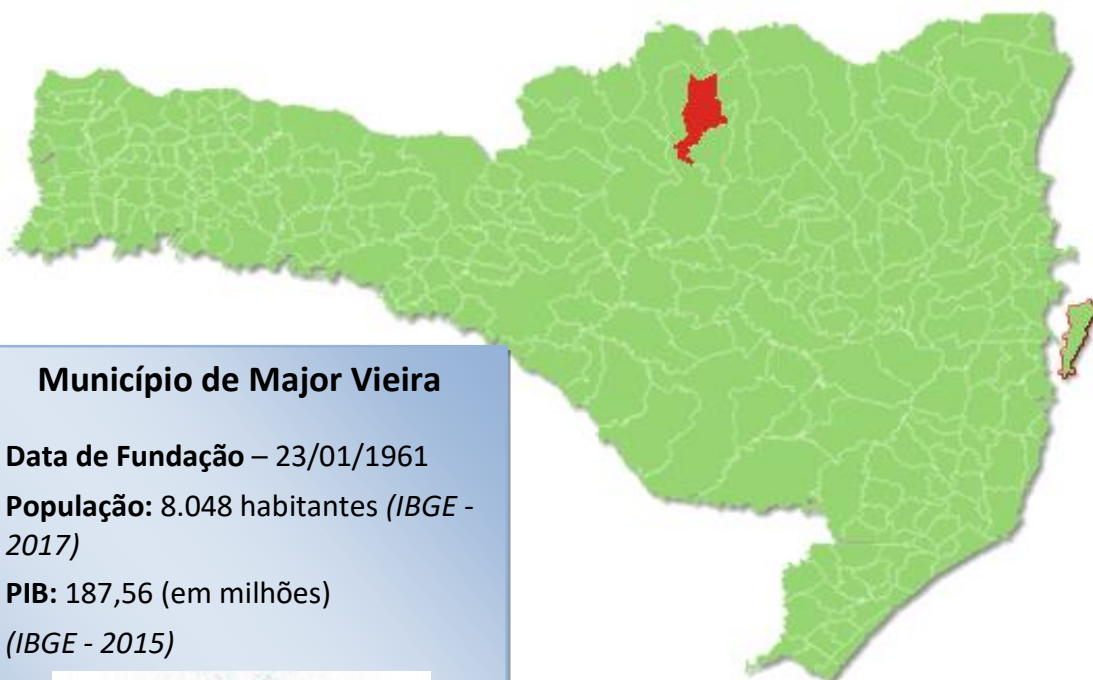 Município de Major Vieira
Data de Fundação – 23/01/1961
População: 8.048 habitantes (IBGE -
2017)
PIB: 187,56 (em milhões)
(IBGE - 2015)